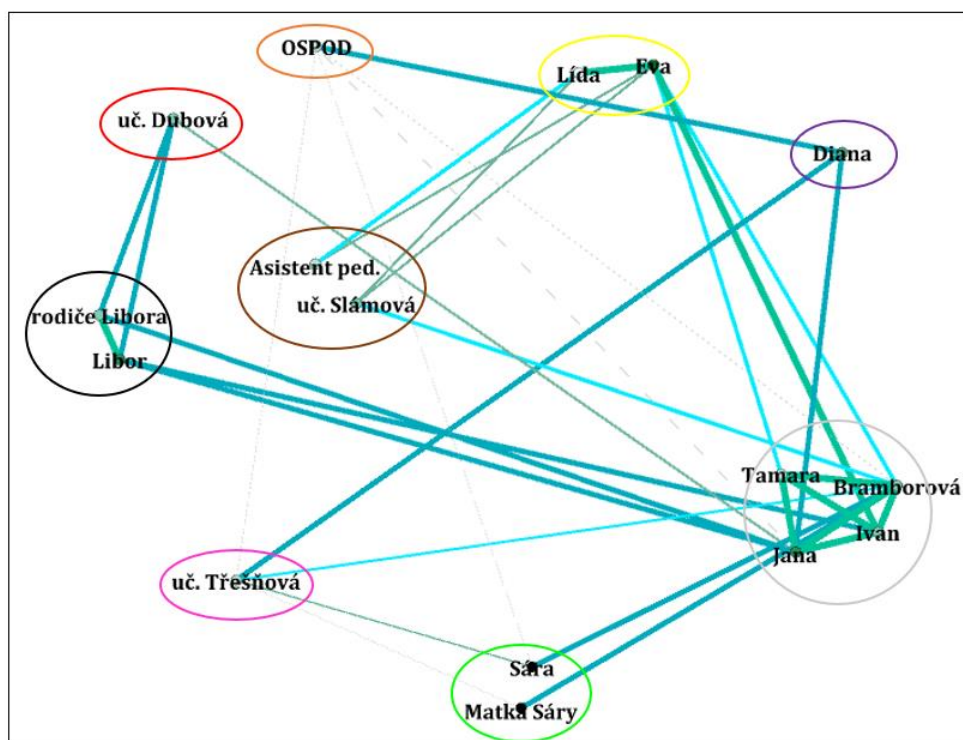 OSPOD
Eva
Lída
uč. Dubová
Diana
Asistent ped.
uč. Slámová
rodiče Libora
Libor
Tamara
Bramborová
Ivan
Jana
uč. Třešňová
Sára
Matka Sáry